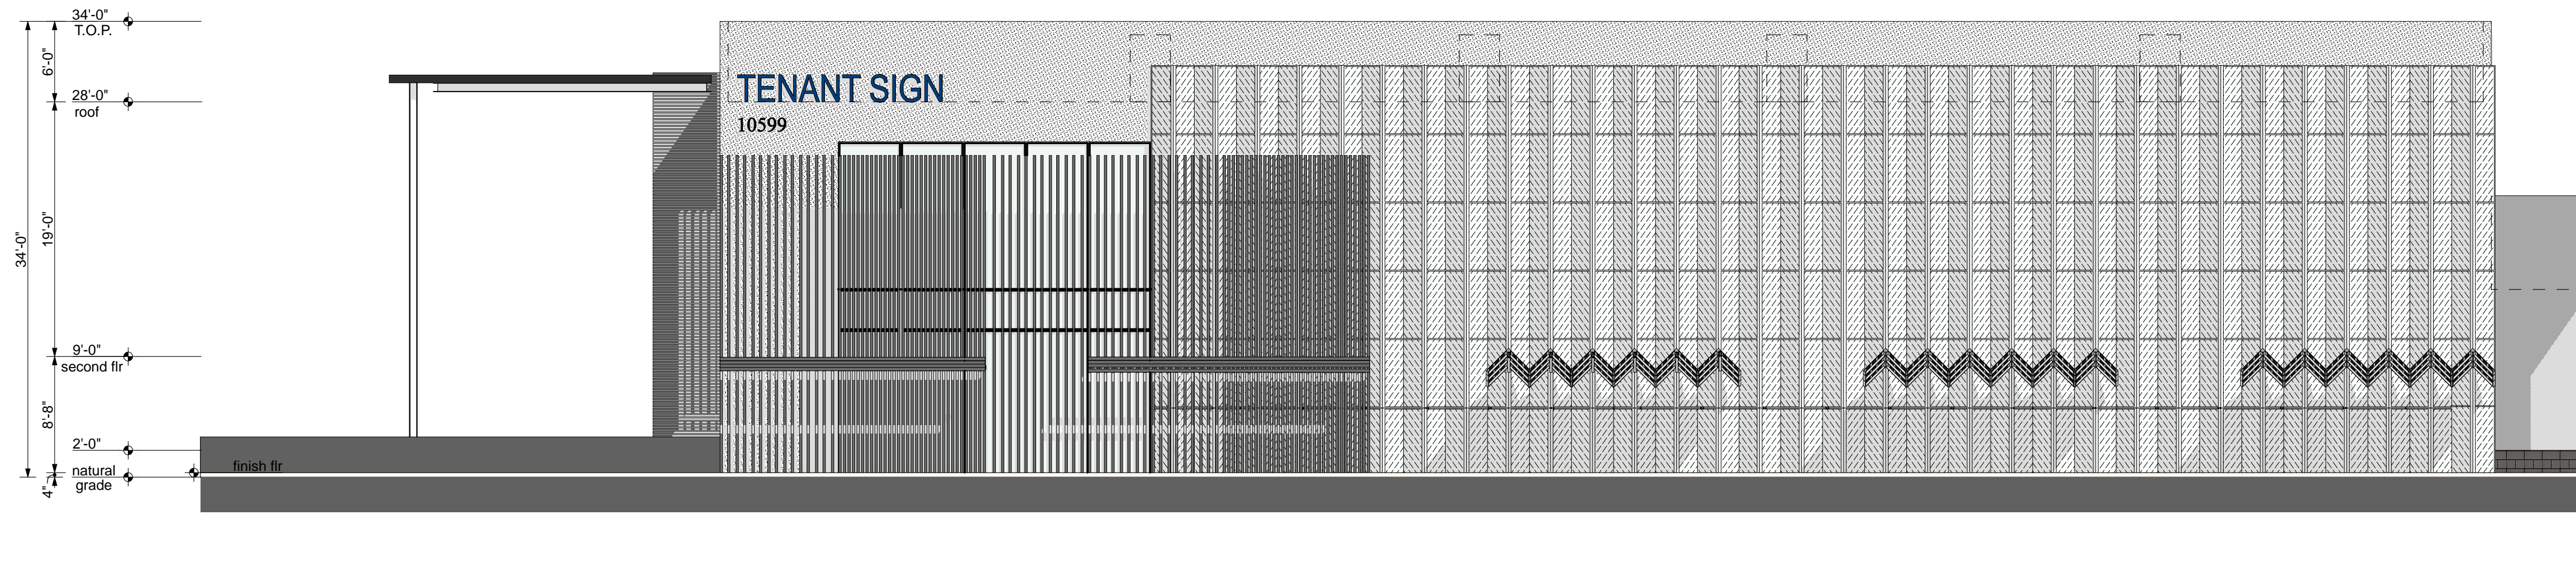 34'-0"
T.O.P.
6'-0"
28'-0"
roof
TENANT SIGN
10599
19'-0"
34'-0"
9'-0"
second flr
8'-8"
2'-0"
natural
grade
finish flr
4"